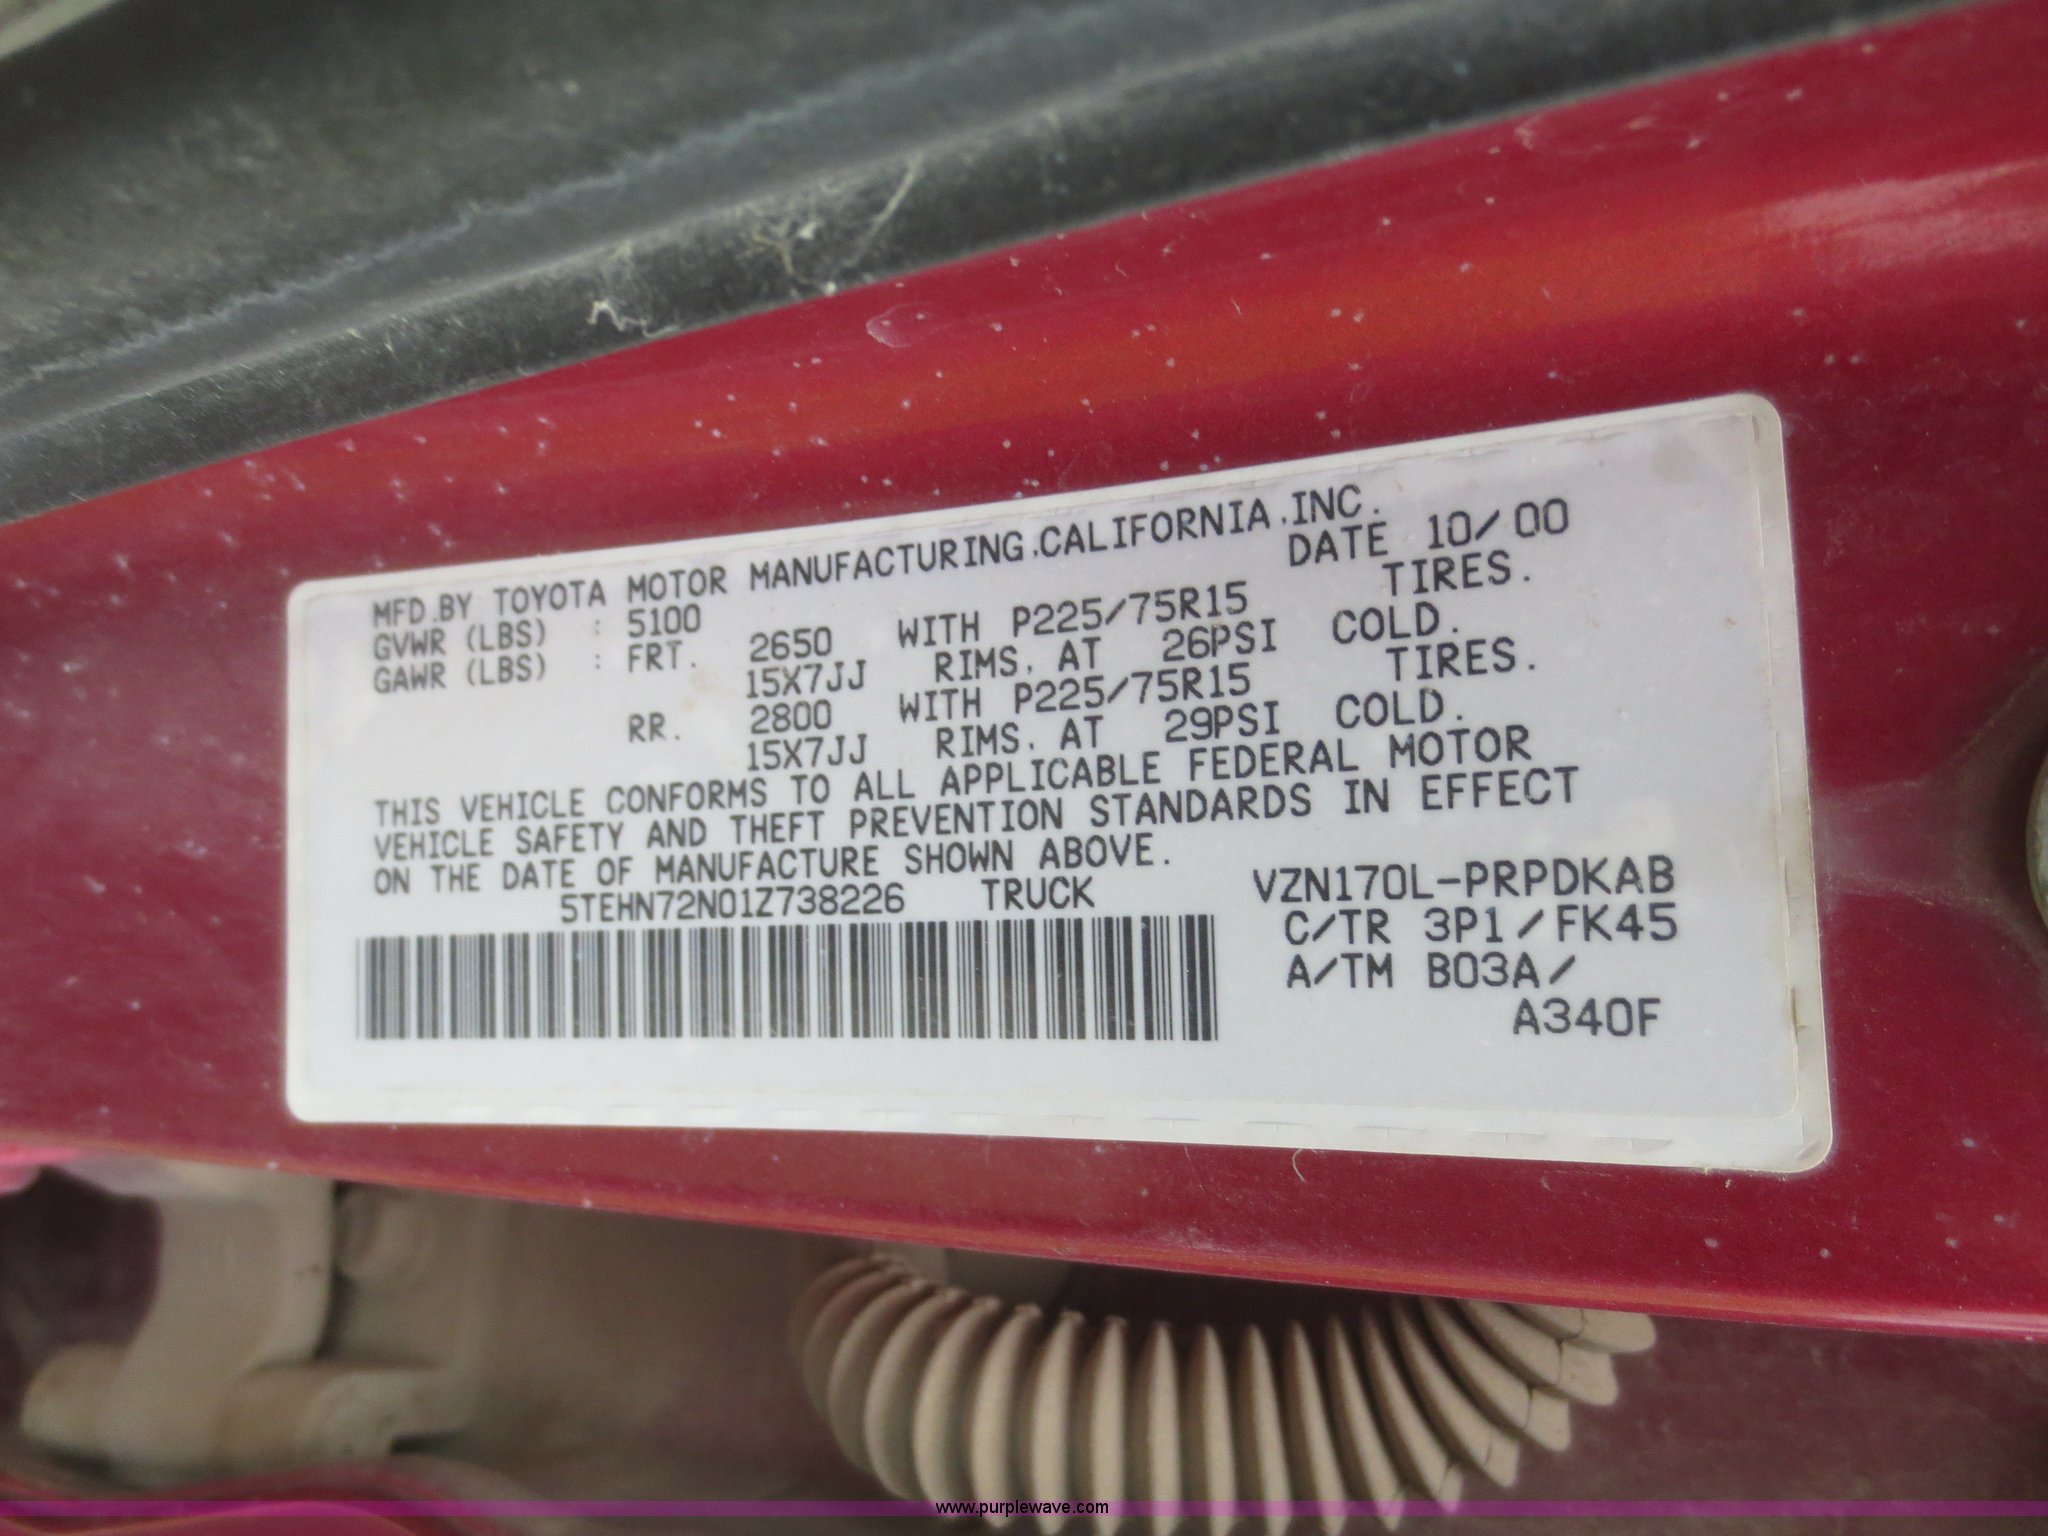 MFD.BY TOYOTA MOTOR MANUFACTURING.CALIFORNIA.INC.
DATE 10/00
GVWR (LBS) : 5100
GAWR (LBS) : FRT. 2650 WITH P225/75R15 TIRES.
15X7JJ RIMS. AT 26PSI COLD.
RR. 2800 WITH P225/75R15 TIRES.
15X7JJ RIMS. AT 29PSI COLD.
THIS VEHICLE CONFORMS TO ALL APPLICABLE FEDERAL MOTOR
VEHICLE SAFETY AND THEFT PREVENTION STANDARDS IN EFFECT
ON THE DATE OF MANUFACTURE SHOWN ABOVE.
5TEHN72N01Z738226 TRUCK
VZN170L-PRPDKAB
C/TR 3P1/FK45
A/TM B03A/
A340F
www.purplewave.com